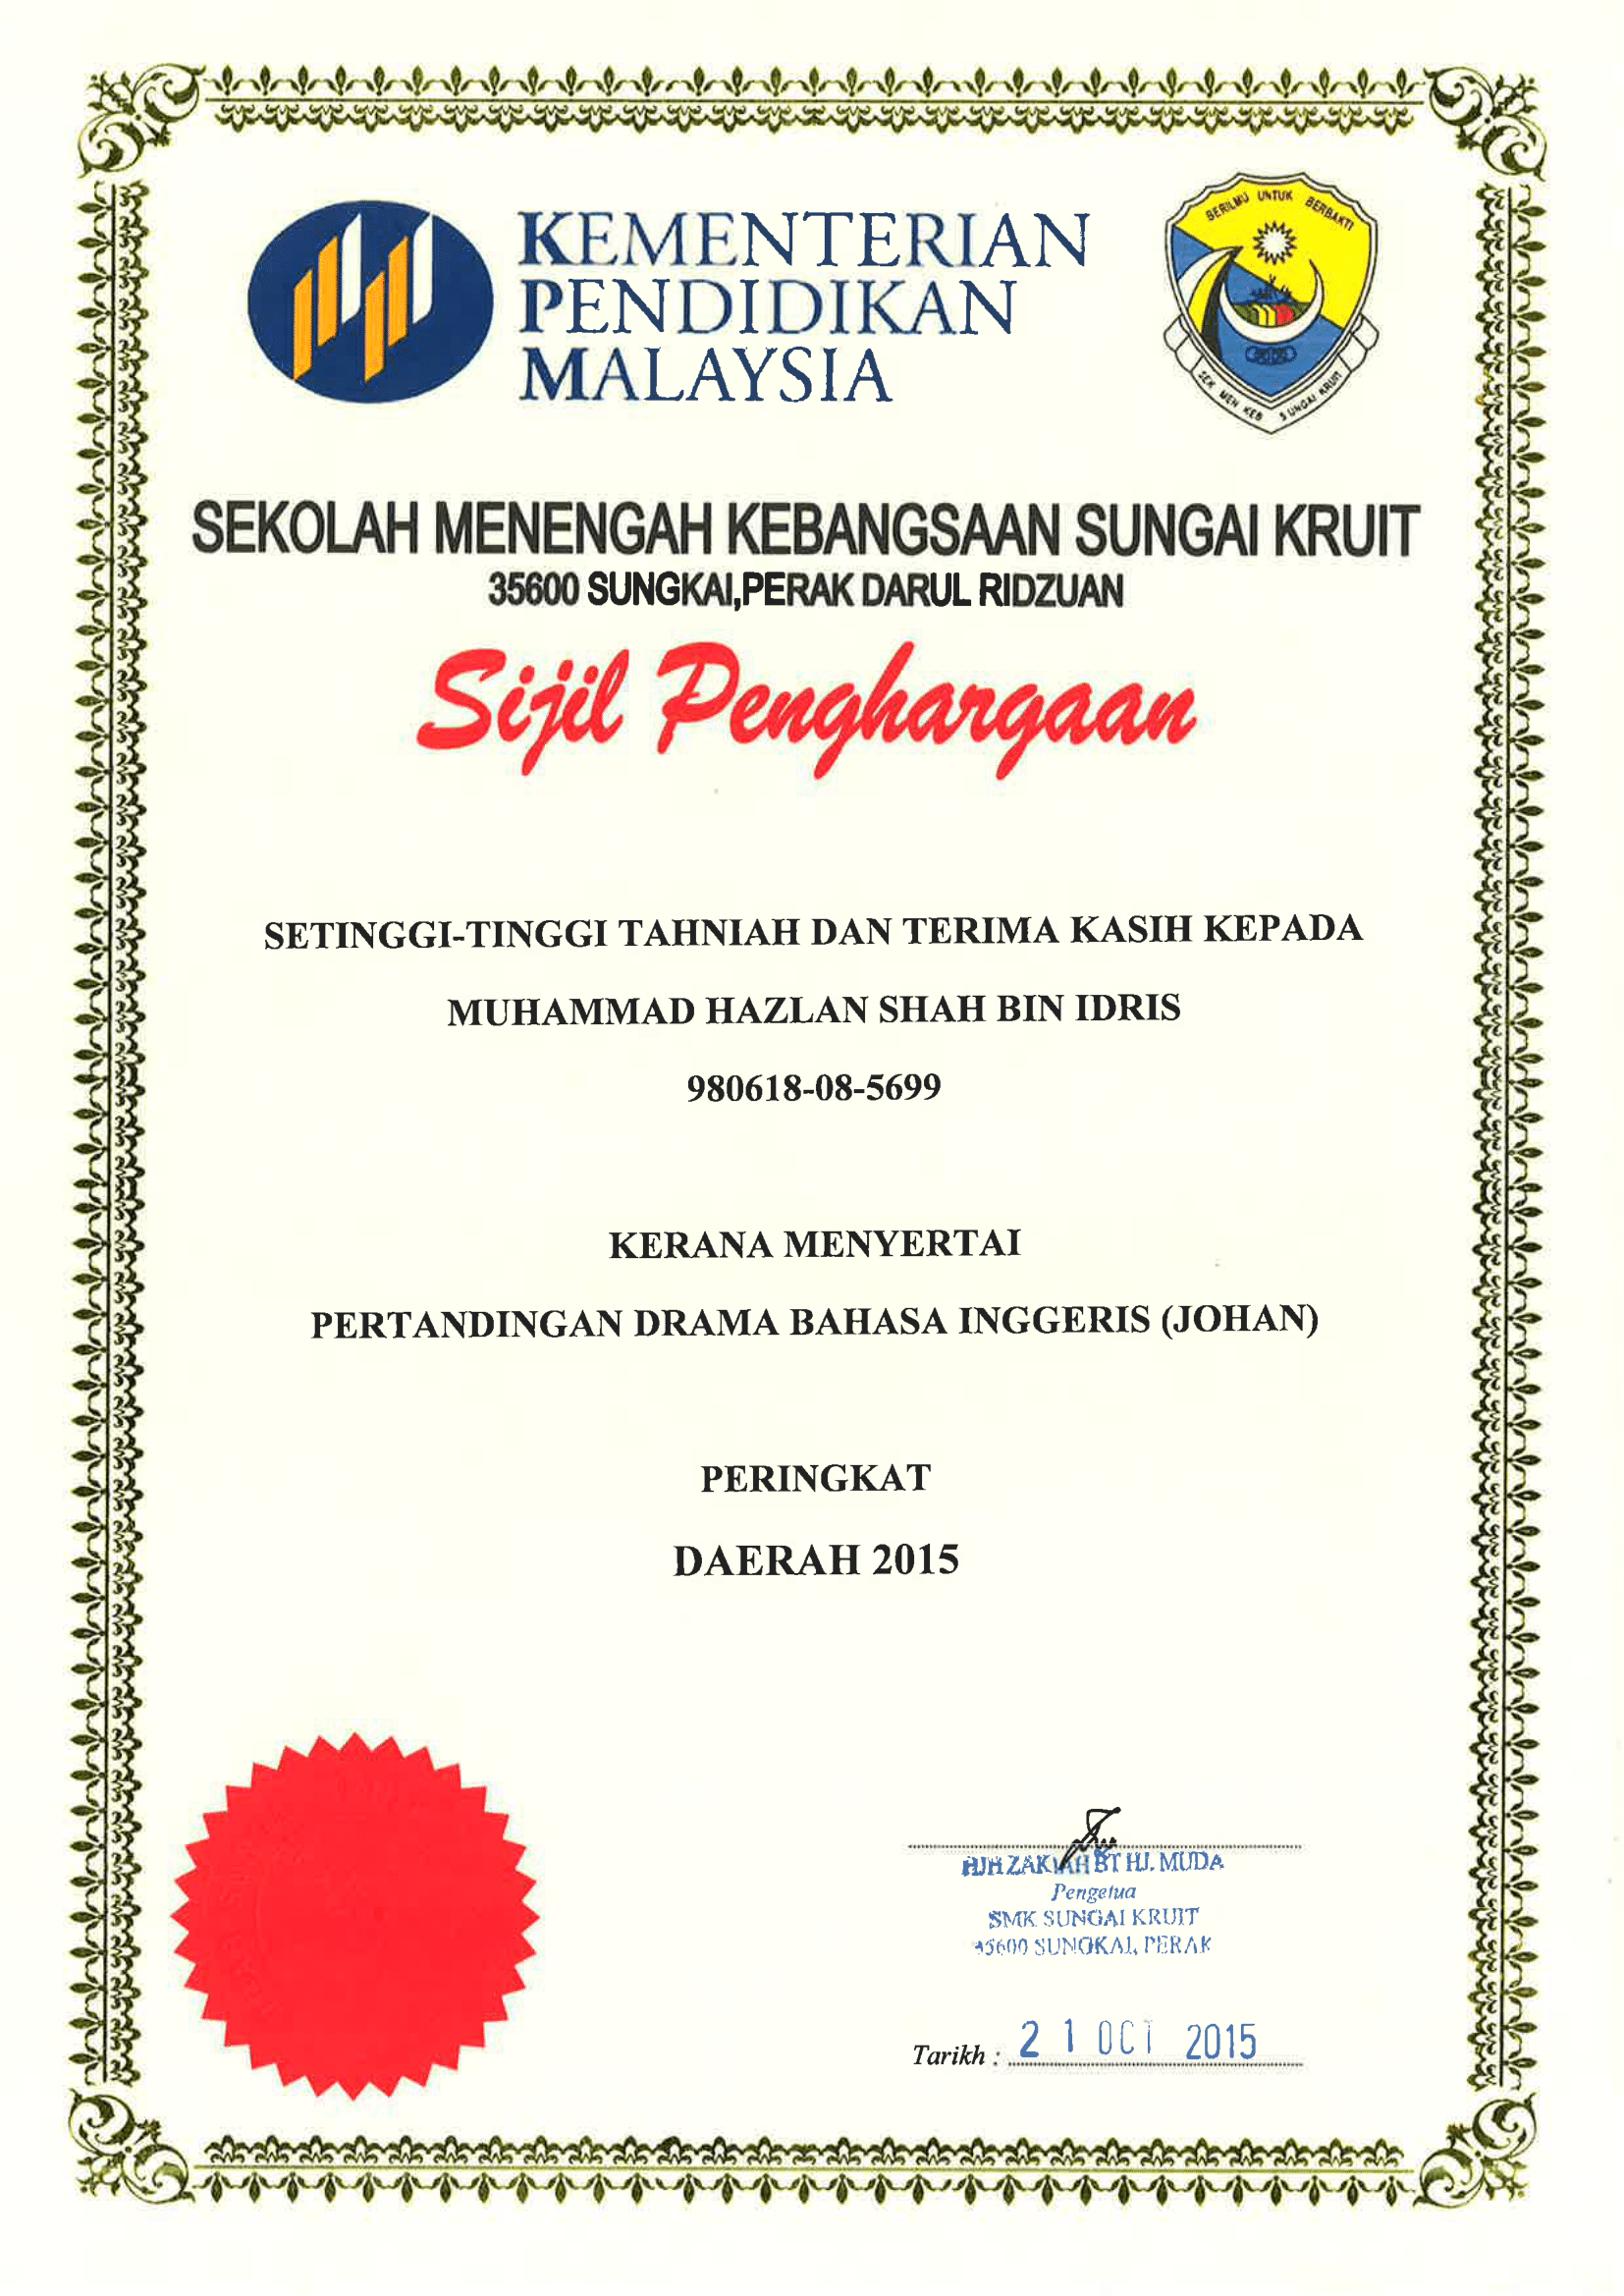 KEMENTERIAN
PENDIDIKAN
MALAYSIA
BERILMU UNTUK BERBAKTI
SEK MEN KEB SUNGAI KRUIT
SEKOLAH MENENGAH KEBANGSAAN SUNGAI KRUIT
35600 SUNGKAI,PERAK DARUL RIDZUAN
Sijil Penghargaan
SETINGGI-TINGGI TAHNIAH DAN TERIMA KASIH KEPADA
MUHAMMAD HAZLAN SHAH BIN IDRIS
980618-08-5699
KERANA MENYERTAI
PERTANDINGAN DRAMA BAHASA INGGERIS (JOHAN)
PERINGKAT
DAERAH 2015
HJH ZAKIAH BT HJ. MUDA
Pengetua
SMK SUNGAI KRUIT
35600 SUNGKAI, PERAK
Tarikh : 21 OCT 2015